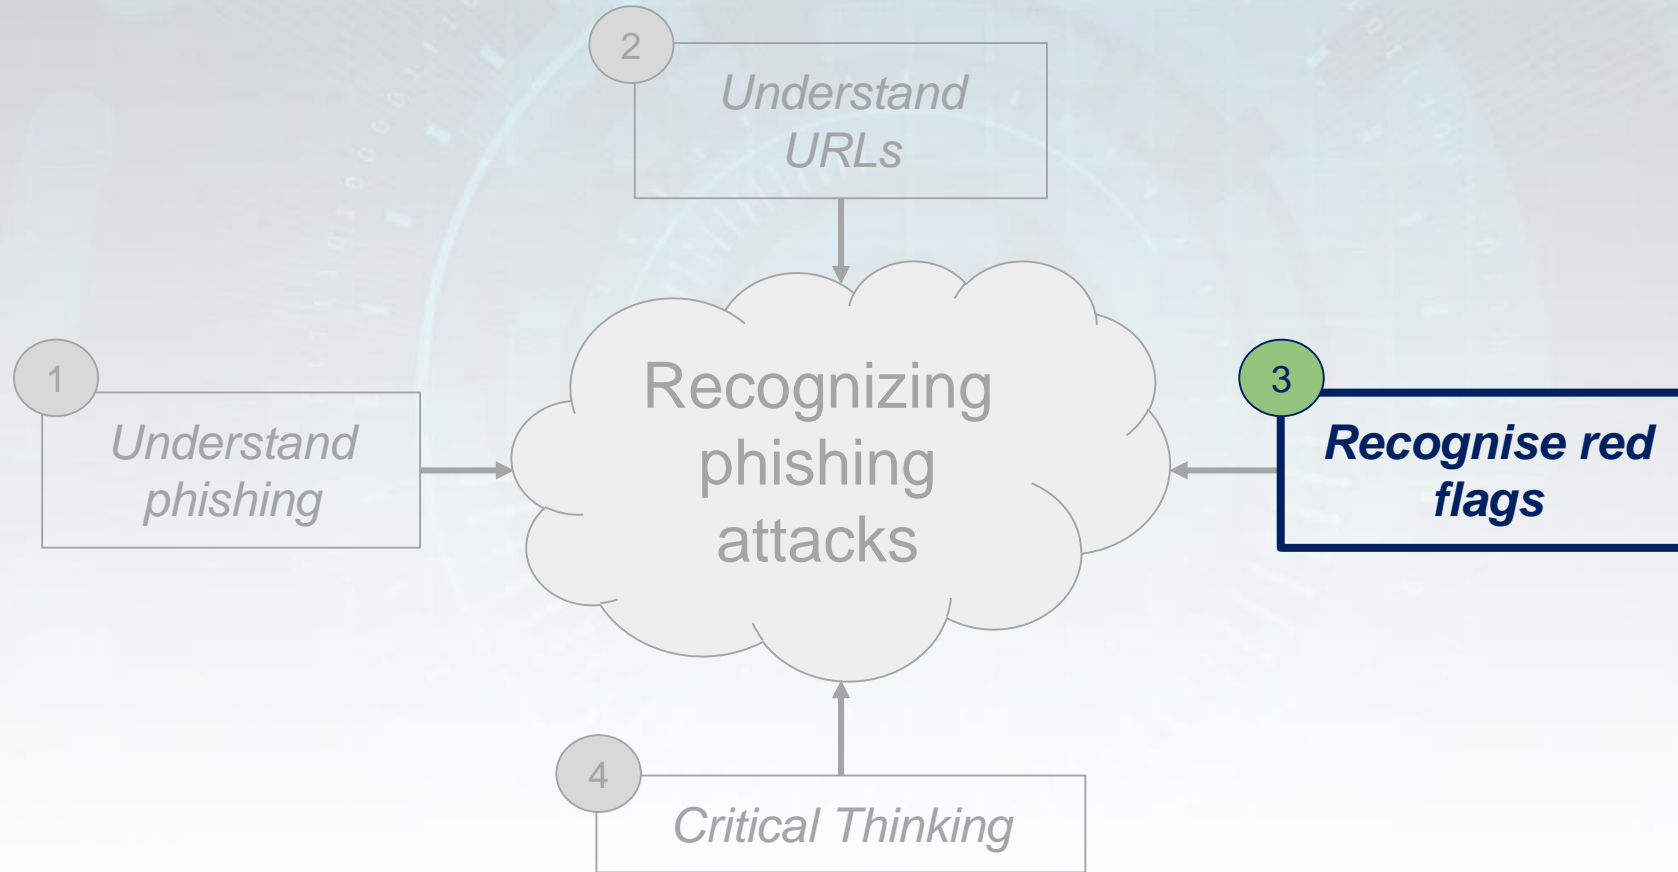 2
Understand
URLs
1
Understand
phishing
Recognizing
phishing
attacks
3
Recognise red
flags
4
Critical Thinking